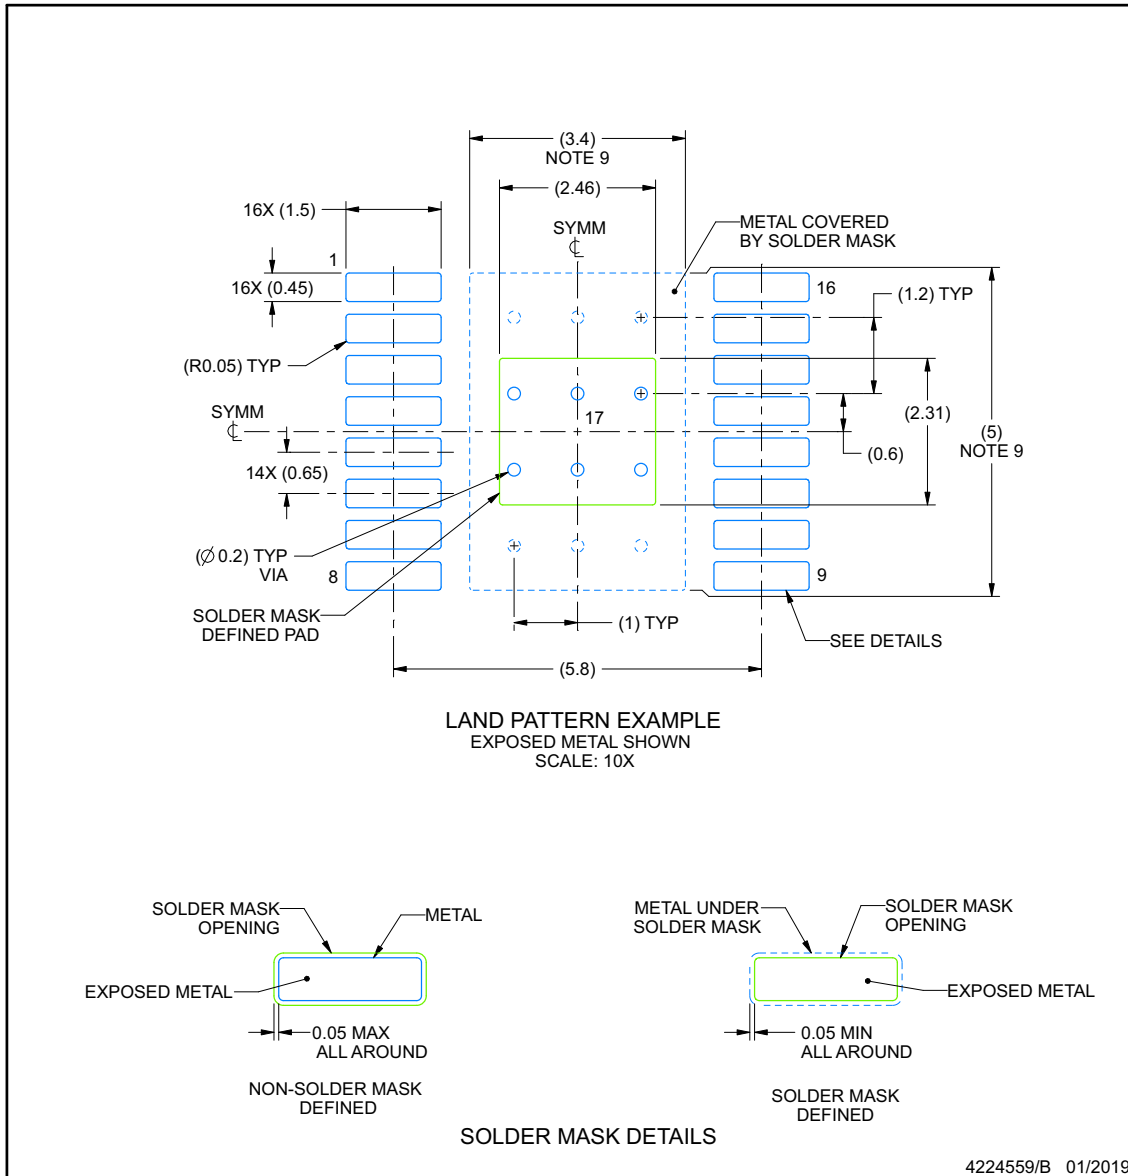 (3.4)
NOTE 9
(2.46)
16X (1.5)
SYMM
METAL COVERED
BY SOLDER MASK
1
16X (0.45)
16
(1.2) TYP
(R0.05) TYP
SYMM
17
(2.31)
(5)
NOTE 9
(0.6)
14X (0.65)
(Ø 0.2) TYP
VIA
8
9
SOLDER MASK
DEFINED PAD
(1) TYP
SEE DETAILS
(5.8)
LAND PATTERN EXAMPLE
EXPOSED METAL SHOWN
SCALE: 10X
SOLDER MASK
OPENING
METAL
EXPOSED METAL
0.05 MAX
ALL AROUND
NON-SOLDER MASK
DEFINED
METAL UNDER
SOLDER MASK
SOLDER MASK
OPENING
EXPOSED METAL
0.05 MIN
ALL AROUND
SOLDER MASK
DEFINED
SOLDER MASK DETAILS
4224559/B 01/2019